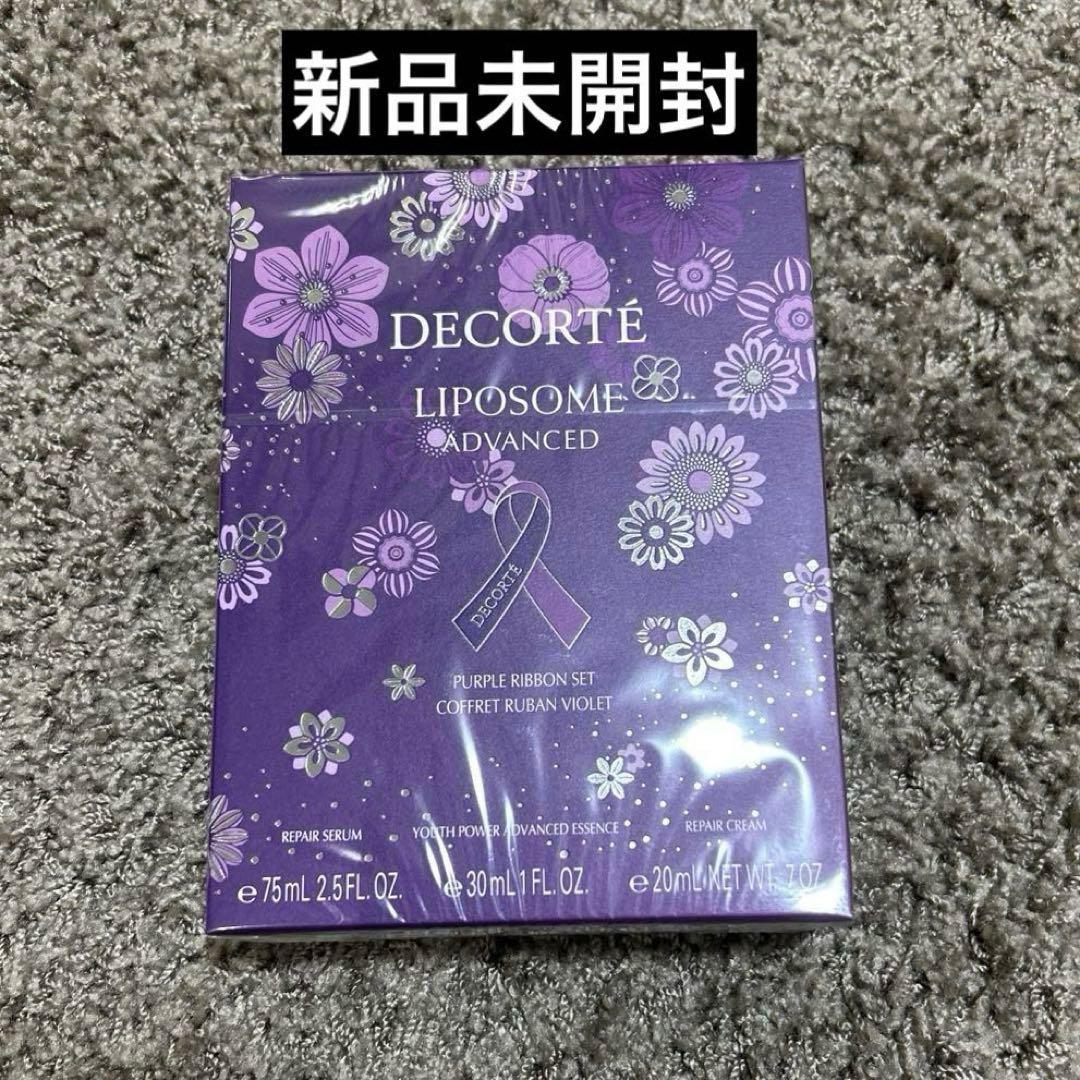 新品未開封
DECORTÉ
LIPOSOME
ADVANCED
DECORTÉ
PURPLE RIBBON SET
COFFRET RUBAN VIOLET
REPAIR SERUM
YOUTH POWER ADVANCED ESSENCE
REPAIR CREAM
℮75mL 2.5 FL. OZ.
℮30mL 1 FL. OZ.
℮20mL NET WT. .7 OZ.